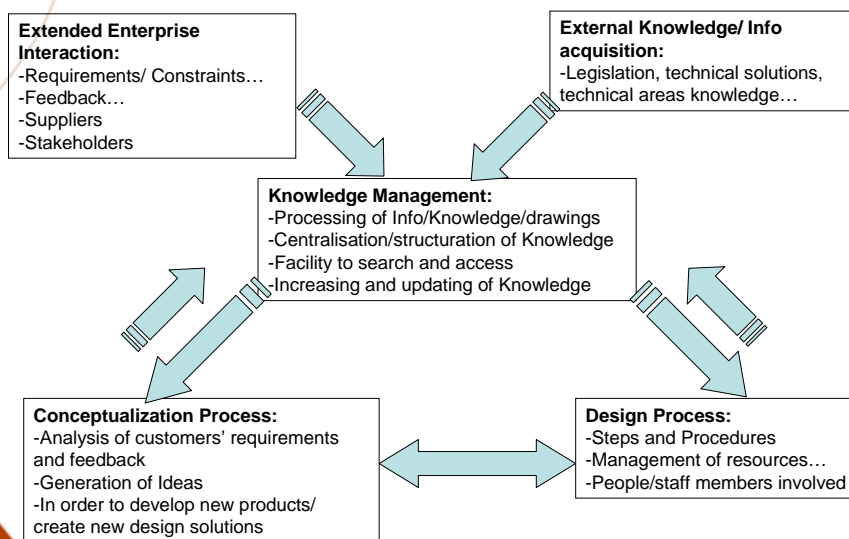 Extended Enterprise
Interaction:
-Requirements/ Constraints…
-Feedback…
-Suppliers
-Stakeholders
External Knowledge/ Info
acquisition:
-Legislation, technical solutions,
technical areas knowledge…
Knowledge Management:
-Processing of Info/Knowledge/drawings
-Centralisation/structuration of Knowledge
-Facility to search and access
-Increasing and updating of Knowledge
Conceptualization Process:
-Analysis of customers’ requirements
and feedback
-Generation of Ideas
-In order to develop new products/
create new design solutions
Design Process:
-Steps and Procedures
-Management of resources…
-People/staff members involved